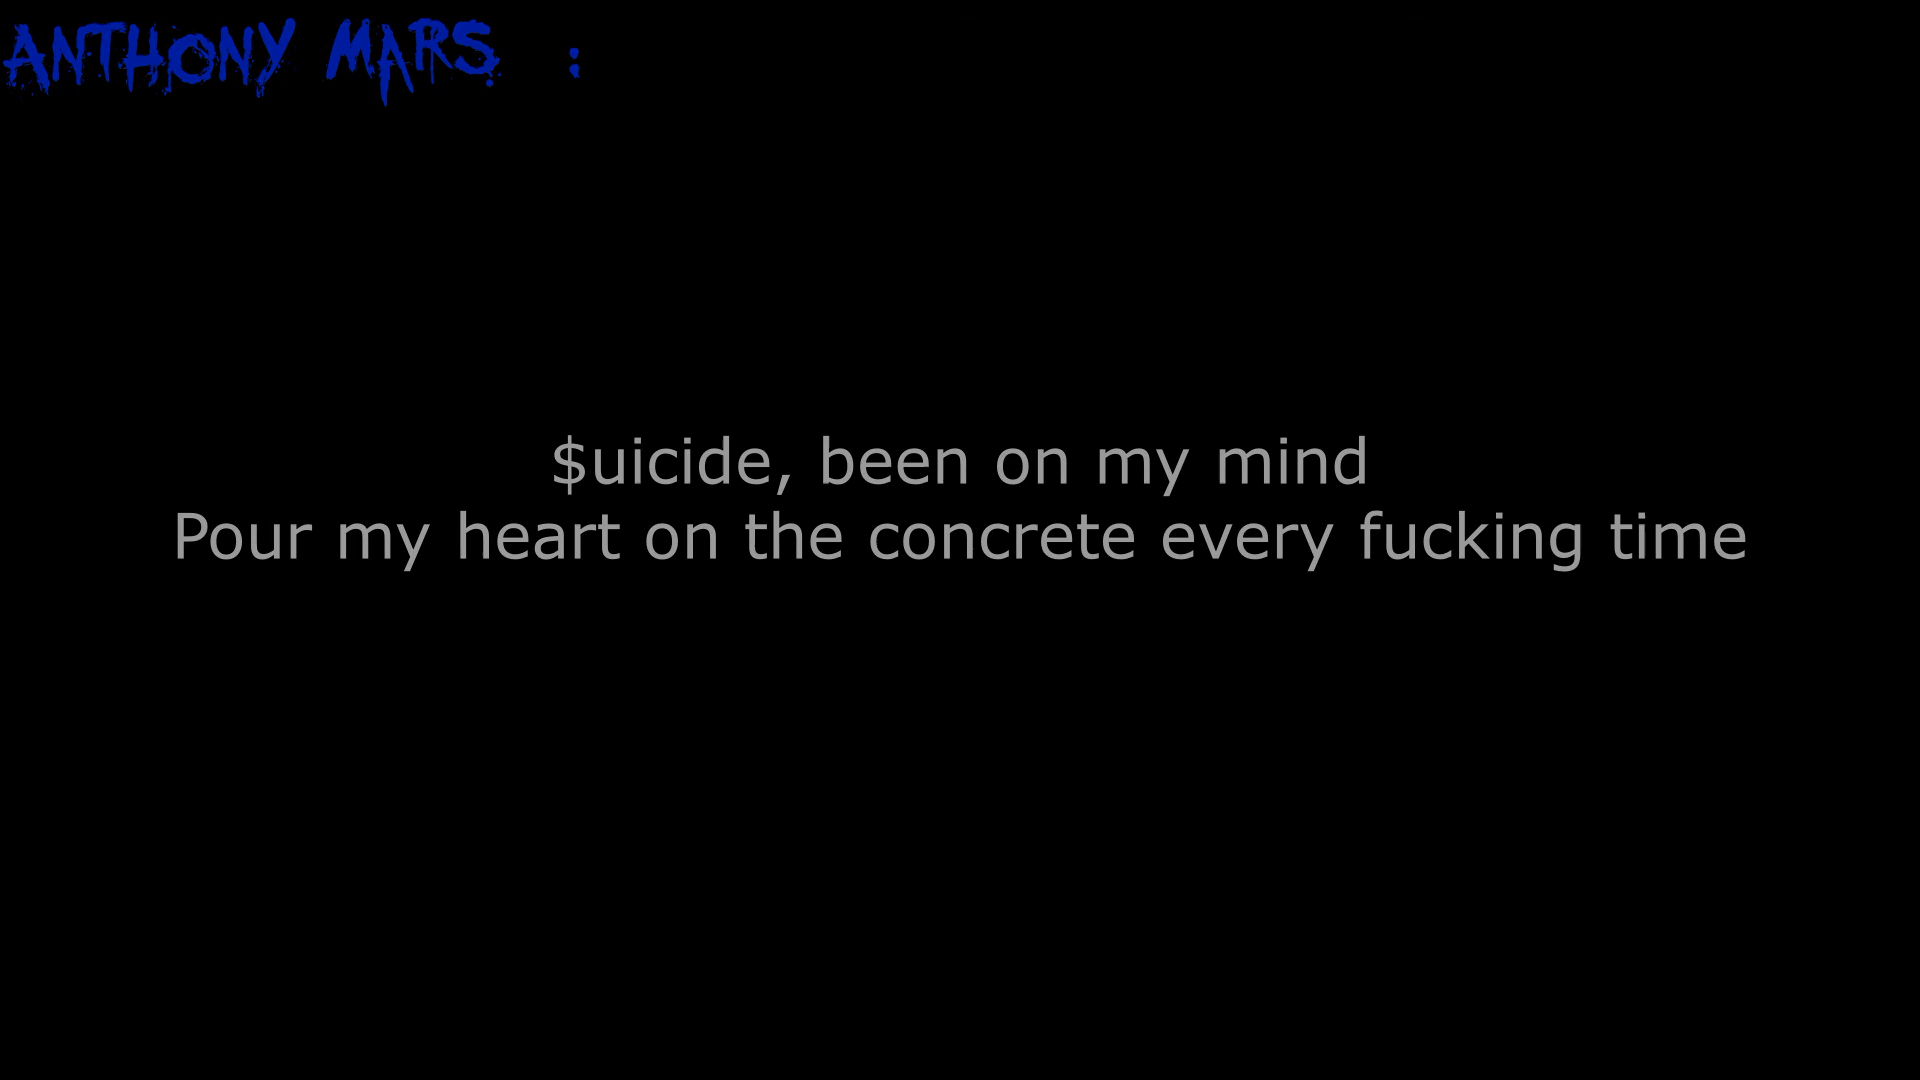 ANTHONY MARS :
$uicide, been on my mind
Pour my heart on the concrete every fucking time